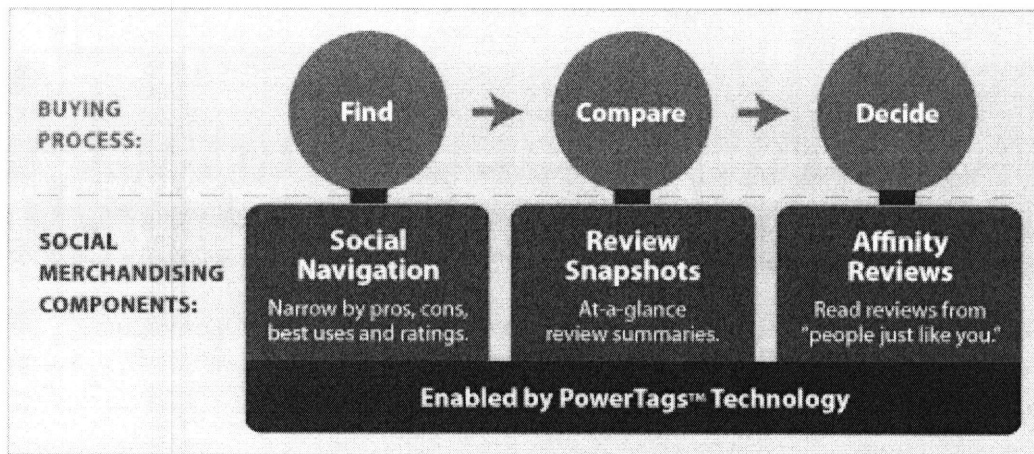 BUYING
PROCESS:
Find
Compare
Decide
SOCIAL
MERCHANDISING
COMPONENTS:
Social
Navigation
Narrow by pros, cons,
best uses and ratings.
Review
Snapshots
At-a-glance
review summaries.
Affinity
Reviews
Read reviews from
"people just like you."
Enabled by PowerTags™ Technology